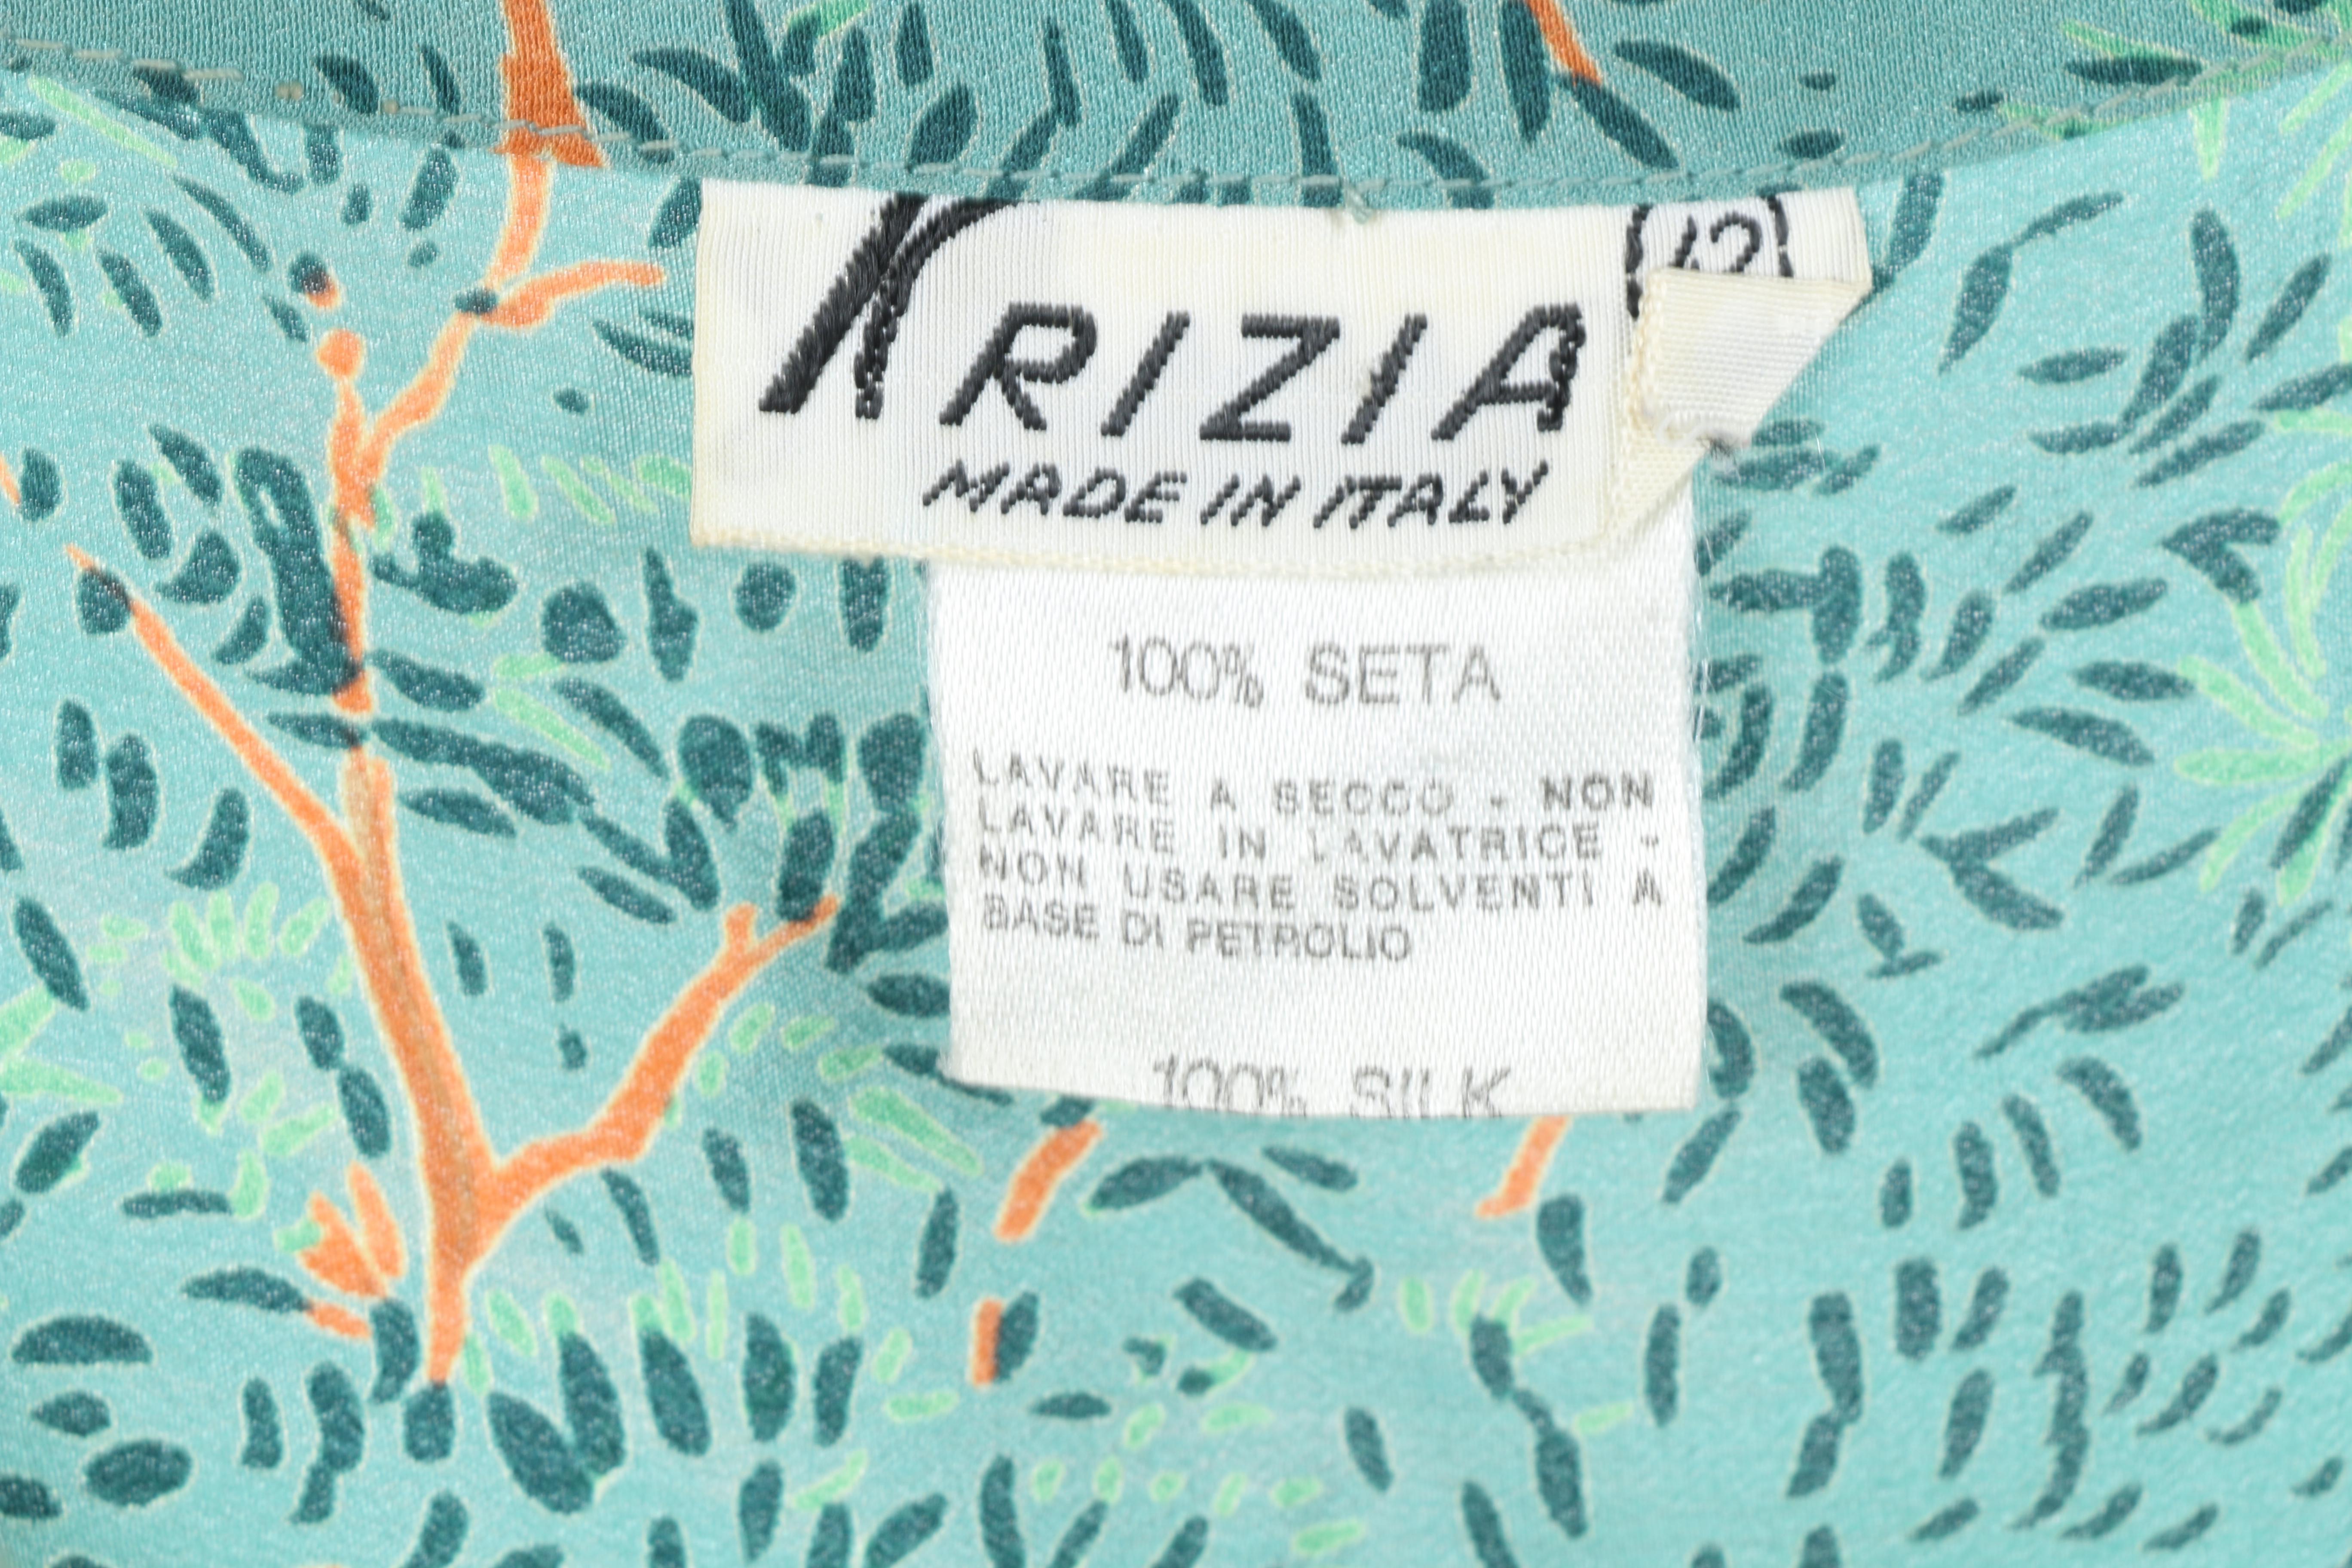 KRIZIA
42
MADE IN ITALY
100% SETA
LAVARE A SECCO - NON
LAVARE IN LAVATRICE -
NON USARE SOLVENTI A
BASE DI PETROLIO
100% SILK